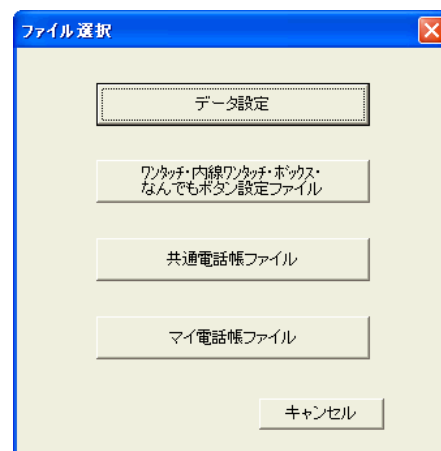 ファイル選択
データ設定
ワンタッチ・内線ワンタッチ・ボックス・
なんでもボタン設定ファイル
共通電話帳ファイル
マイ電話帳ファイル
キャンセル